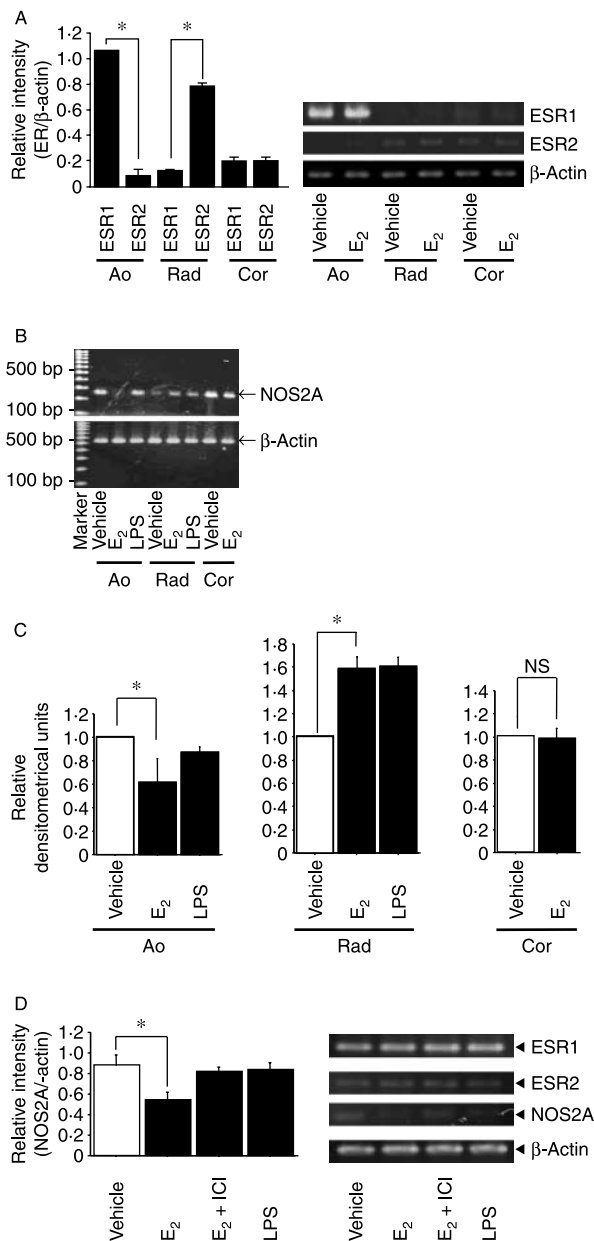 A
Relative intensity
(ER/β-actin)
1·2
1·0
0·8
0·6
0·4
0·2
0
*
*
ESR1
ESR2
ESR1
ESR2
ESR1
ESR2
Ao
Rad
Cor
ESR1
ESR2
β-Actin
Vehicle
E2
Vehicle
E2
Vehicle
E2
Ao
Rad
Cor
B
500 bp
100 bp
NOS2A
500 bp
100 bp
β-Actin
Marker
Vehicle
E2
LPS
Vehicle
E2
LPS
Vehicle
E2
Ao
Rad
Cor
C
Relative
densitometrical units
1·2
1·0
0·8
0·6
0·4
0·2
0
*
Vehicle
E2
LPS
Ao
1·8
1·6
1·4
1·2
1·0
0·8
0·6
0·4
0·2
0
*
Vehicle
E2
LPS
Rad
1·4
1·2
1·0
0·8
0·6
0·4
0·2
0
NS
Vehicle
E2
Cor
D
Relative intensity
(NOS2A/-actin)
1·2
1·0
0·8
0·6
0·4
0·2
0
*
Vehicle
E2
E2 + ICI
LPS
ESR1
ESR2
NOS2A
β-Actin
Vehicle
E2
E2 + ICI
LPS